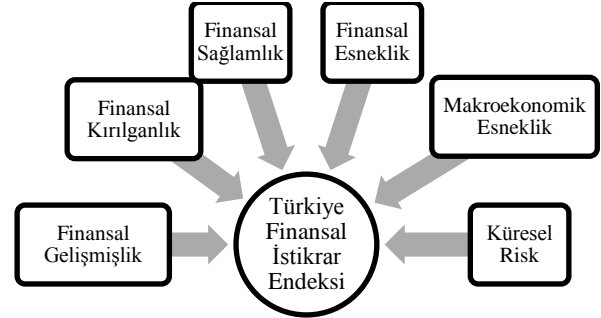 Finansal
Sağlamlık
Finansal
Esneklik
Finansal
Kırılganlık
Makroekonomik
Esneklik
Finansal
Gelişmişlik
Türkiye
Finansal
İstikrar
Endeksi
Küresel
Risk